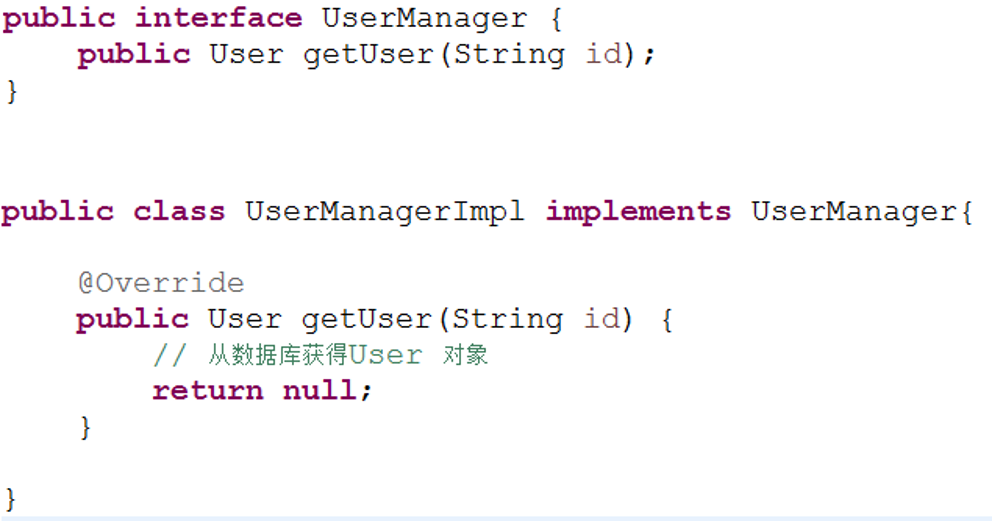 public interface UserManager {
    public User getUser(String id);
}
public class UserManagerImpl implements UserManager{
    @Override
    public User getUser(String id) {
        // 从数据库获得User 对象
        return null;
    }
}